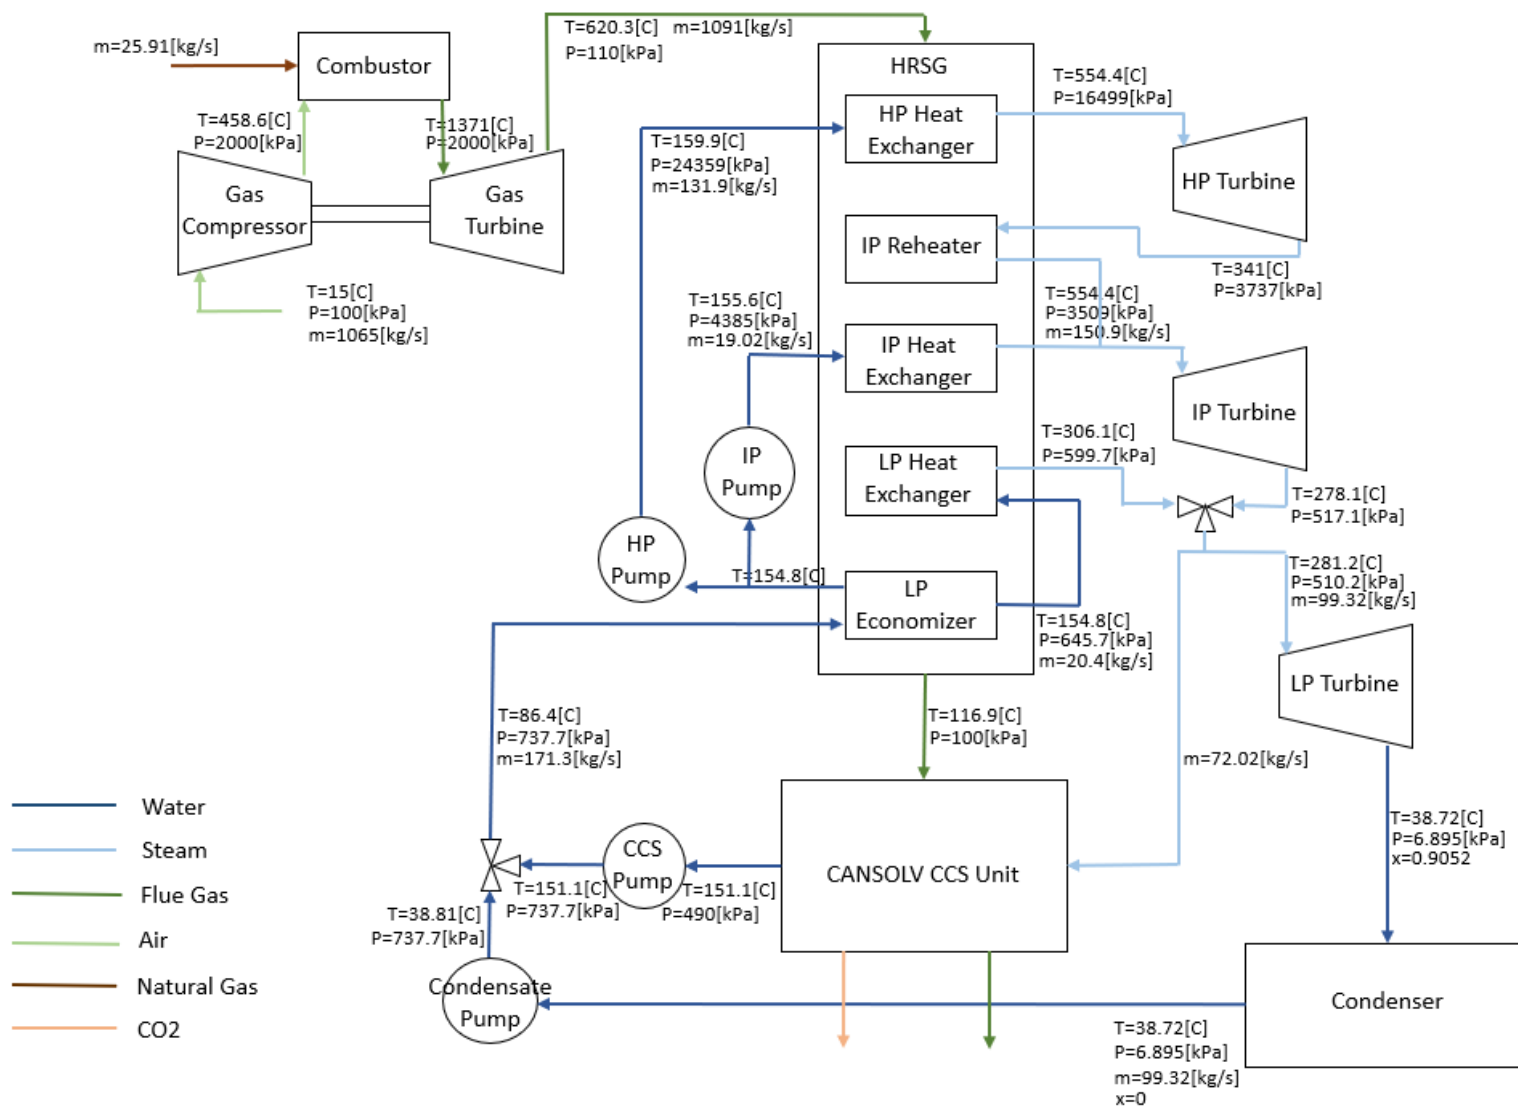 m=25.91[kg/s]
Combustor
T=458.6[C]
P=2000[kPa]
T=1371[C]
P=2000[kPa]
Gas
Compressor
Gas
Turbine
T=15[C]
P=100[kPa]
m=1065[kg/s]
T=620.3[C]
m=1091[kg/s]
P=110[kPa]
HRSG
HP Heat
Exchanger
T=554.4[C]
P=16499[kPa]
HP Turbine
T=159.9[C]
P=24359[kPa]
m=131.9[kg/s]
IP Reheater
T=341[C]
P=3737[kPa]
T=155.6[C]
P=4385[kPa]
m=19.02[kg/s]
IP Heat
Exchanger
T=554.4[C]
P=3509[kPa]
m=150.9[kg/s]
IP Turbine
IP
Pump
LP Heat
Exchanger
T=306.1[C]
P=599.7[kPa]
T=278.1[C]
P=517.1[kPa]
HP
Pump
T=154.8[C]
LP
Economizer
T=154.8[C]
P=645.7[kPa]
m=20.4[kg/s]
T=281.2[C]
P=510.2[kPa]
m=99.32[kg/s]
LP Turbine
T=86.4[C]
P=737.7[kPa]
m=171.3[kg/s]
T=116.9[C]
P=100[kPa]
m=72.02[kg/s]
Water
Steam
Flue Gas
Air
Natural Gas
CO2
CCS
Pump
T=151.1[C]
P=737.7[kPa]
T=151.1[C]
P=490[kPa]
CANSOLV CCS Unit
T=38.72[C]
P=6.895[kPa]
x=0.9052
T=38.81[C]
P=737.7[kPa]
Condensate
Pump
Condenser
T=38.72[C]
P=6.895[kPa]
m=99.32[kg/s]
x=0